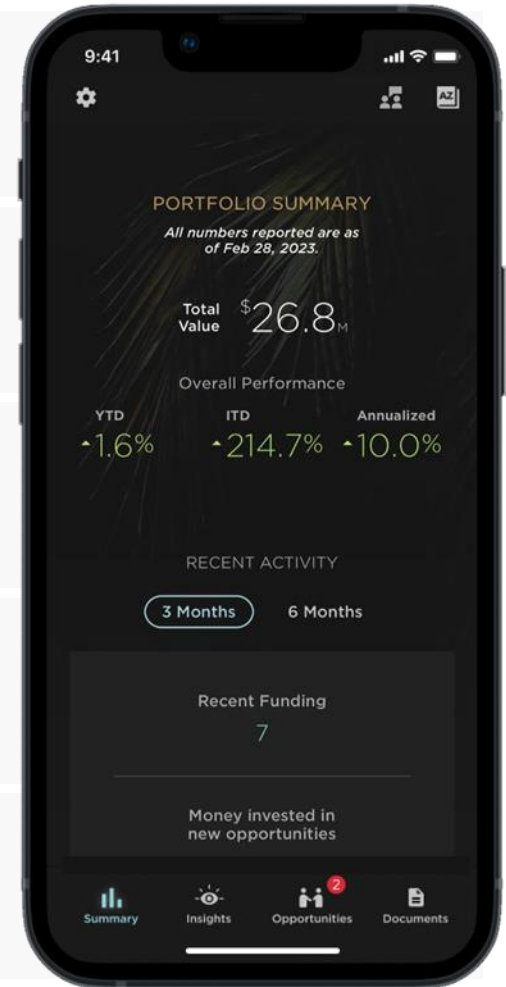 9:41
AZ
PORTFOLIO SUMMARY
All numbers reported are as
of Feb 28, 2023.
Total
Value
$26.8M
Overall Performance
YTD ITD Annualized
1.6% 214.7% 10.0%
RECENT ACTIVITY
3 Months 6 Months
Recent Funding
7
Money invested in
new opportunities
2
Summary Insights Opportunities Documents